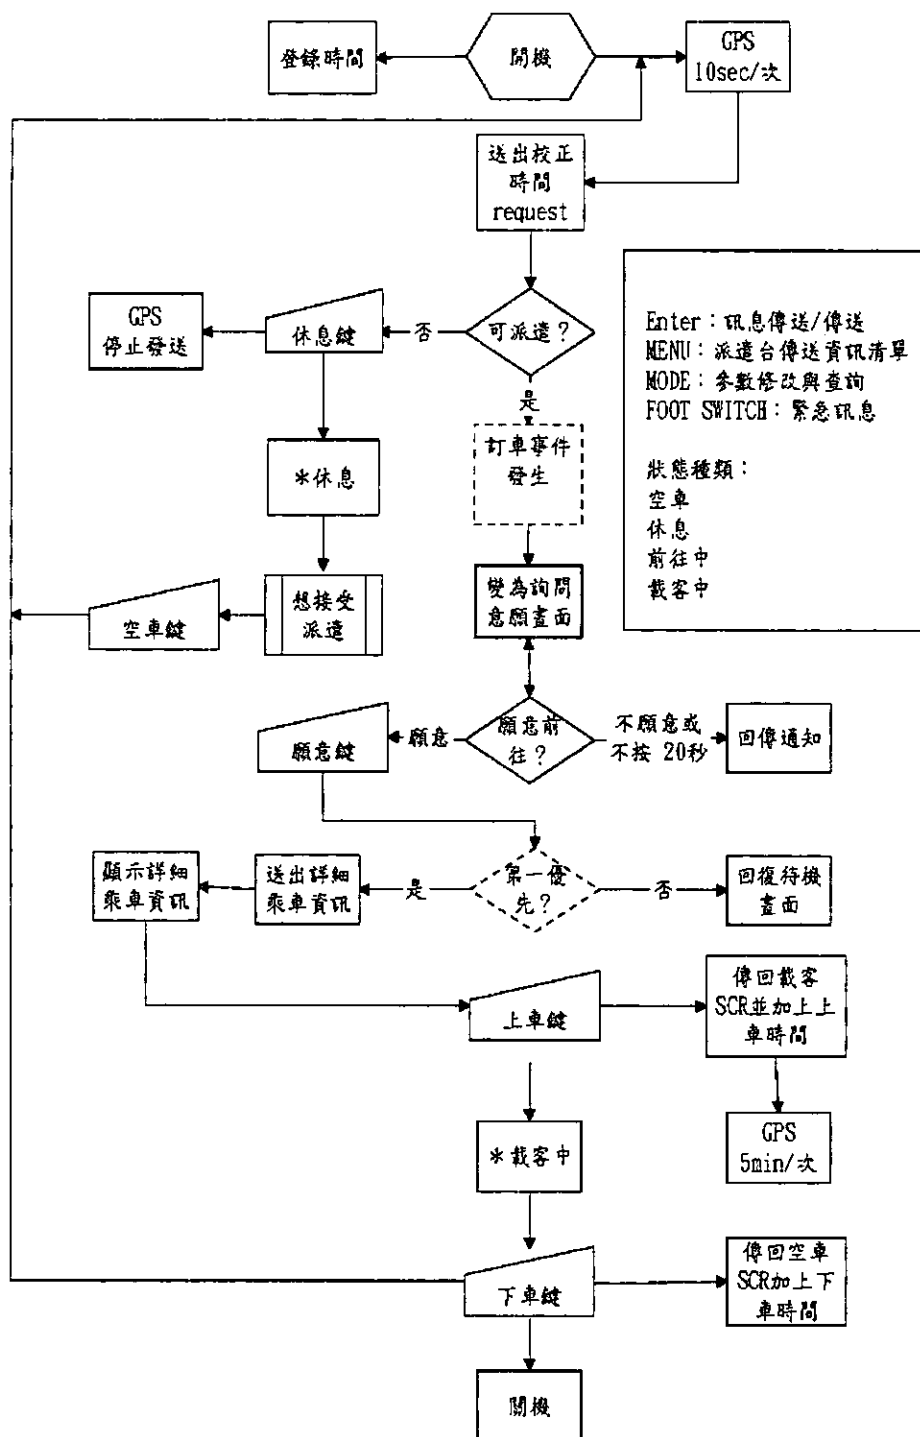 登錄時間
開機
GPS
10sec/次
送出校正
時間
request
GPS
停止發送
休息鍵
否
可派遣？
是
Enter：訊息傳送/傳送
MENU：派遣台傳送資訊清單
MODE：參數修改與查詢
FOOT SWITCH：緊急訊息
狀態種類：
空車
休息
前往中
載客中
＊休息
訂車事件
發生
空車鍵
想接受
派遣
變為詢問
意願畫面
願意鍵
願意
願意前
往？
不願意或
不按 20秒
回傳通知
顯示詳細
乘車資訊
送出詳細
乘車資訊
是
第一優
先？
否
回復待機
畫面
上車鍵
傳回載客
SCR並加上上
車時間
GPS
5min/次
＊載客中
下車鍵
傳回空車
SCR加上下
車時間
關機